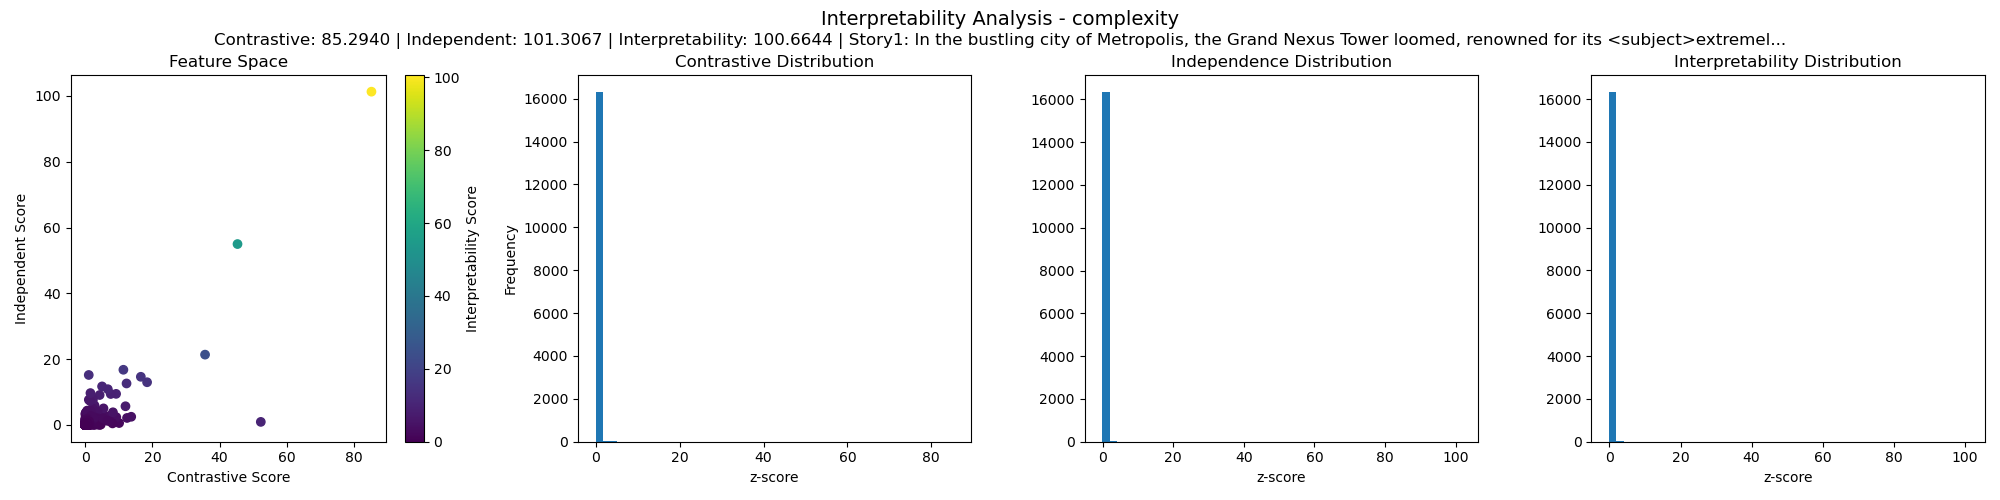 Interpretability Analysis - complexity
Contrastive: 85.2940 | Independent: 101.3067 | Interpretability: 100.6644 | Story1: In the bustling city of Metropolis, the Grand Nexus Tower loomed, renowned for its <subject>extremel...
Feature Space
Independent Score
100
80
60
40
20
0
0 20 40 60 80
Contrastive Score
100
80
60
40
20
0
Interpretability Score
Contrastive Distribution
Frequency
16000
14000
12000
10000
8000
6000
4000
2000
0
0 20 40 60 80
z-score
Independence Distribution
16000
14000
12000
10000
8000
6000
4000
2000
0
0 20 40 60 80 100
z-score
Interpretability Distribution
16000
14000
12000
10000
8000
6000
4000
2000
0
0 20 40 60 80 100
z-score